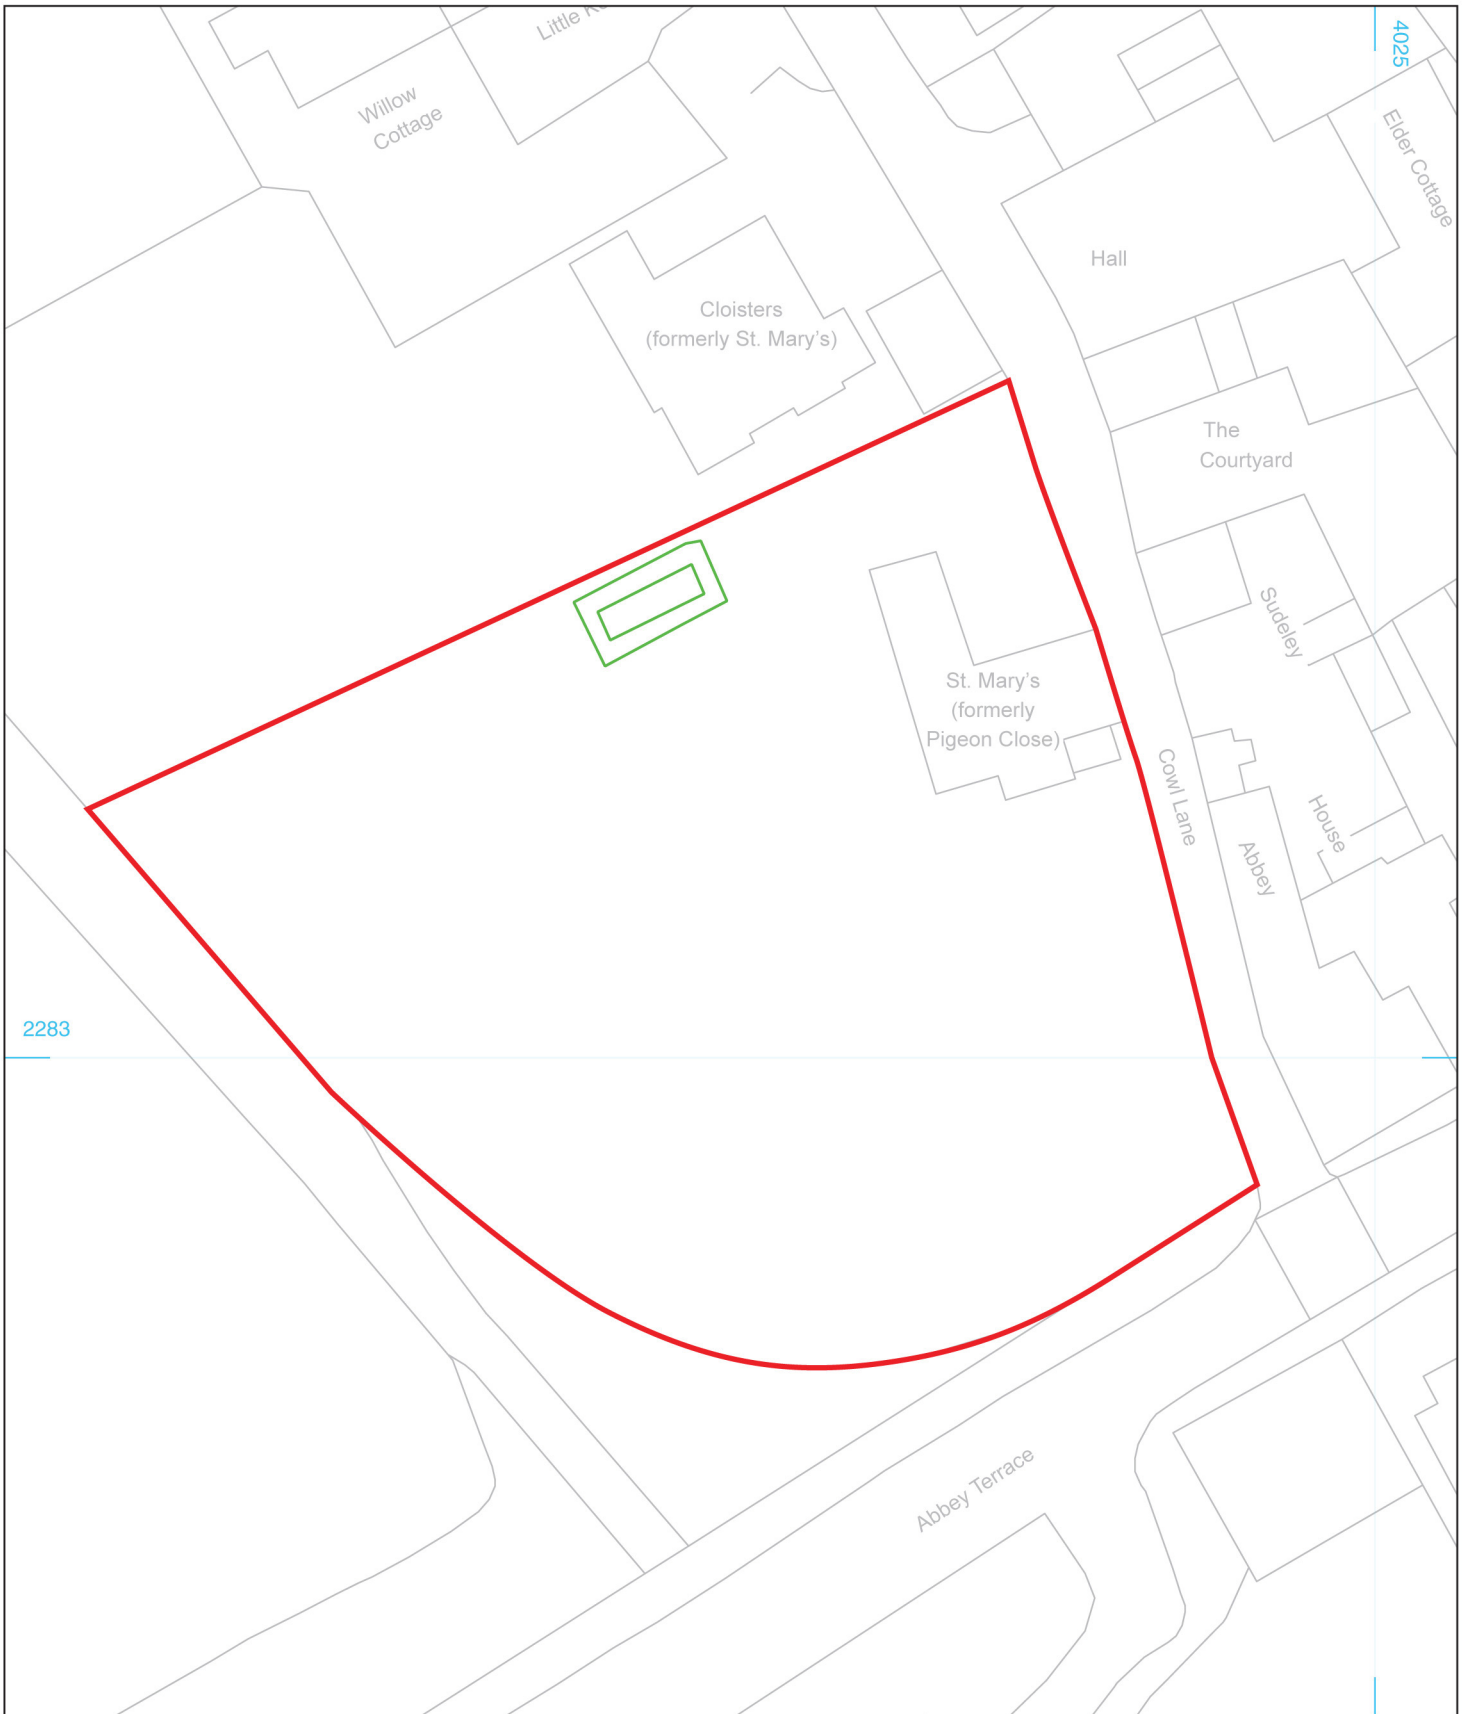 Little
4025
Willow
Cottage
Elder Cottage
Hall
Cloisters
(formerly St. Mary's)
The
Courtyard
Sudeley
St. Mary's
(formerly
Pigeon Close)
Cowl Lane
House
Abbey
2283
Abbey Terrace